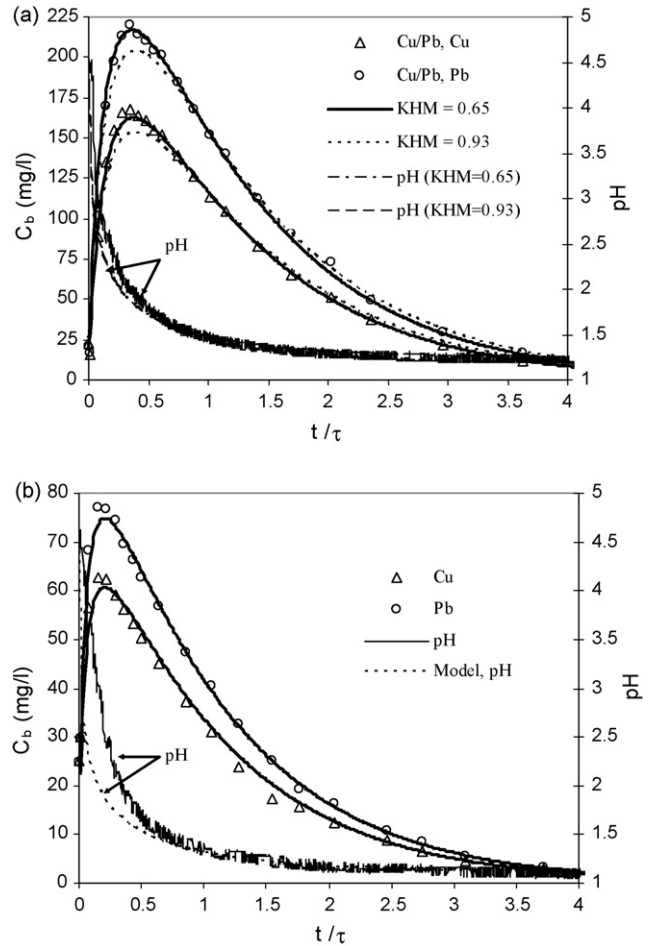 (a)
225
200
175
150
125
100
75
50
25
0
C_b (mg/l)
5
4.5
4
3.5
3
2.5
2
1.5
1
pH
Cu/Pb, Cu
Cu/Pb, Pb
KHM = 0.65
KHM = 0.93
pH (KHM=0.65)
pH (KHM=0.93)
pH
0 0.5 1 1.5 2 2.5 3 3.5 4
t/τ
(b)
80
70
60
50
40
30
20
10
0
C_b (mg/l)
5
4.5
4
3.5
3
2.5
2
1.5
1
pH
Cu
Pb
pH
Model, pH
pH
0 0.5 1 1.5 2 2.5 3 3.5 4
t/τ